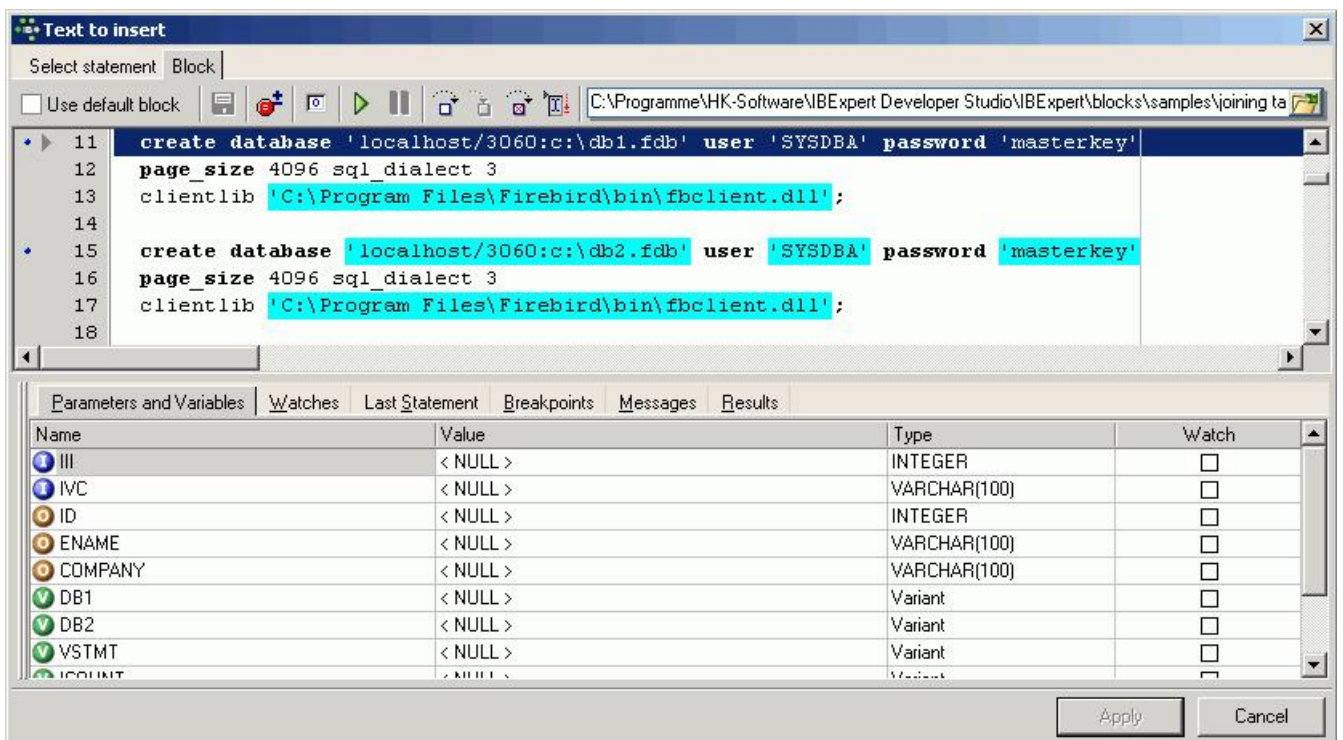 Text to insert
Select statement Block
Use default block C:\Programme\HK-Software\IBExpert Developer Studio\IBExpert\blocks\samples\joining ta
11 create database 'localhost/3060:c:\db1.fdb' user 'SYSDBA' password 'masterkey'
12 page_size 4096 sql_dialect 3
13 clientlib 'C:\Program Files\Firebird\bin\fbclient.dll';
14
15 create database 'localhost/3060:c:\db2.fdb' user 'SYSDBA' password 'masterkey'
16 page_size 4096 sql_dialect 3
17 clientlib 'C:\Program Files\Firebird\bin\fbclient.dll';
18
Parameters and Variables Watches Last Statement Breakpoints Messages Results
Name Value Type Watch
I III < NULL > INTEGER
I IVC < NULL > VARCHAR(100)
O ID < NULL > INTEGER
O ENAME < NULL > VARCHAR(100)
O COMPANY < NULL > VARCHAR(100)
V DB1 < NULL > Variant
V DB2 < NULL > Variant
V VSTMT < NULL > Variant
Apply Cancel